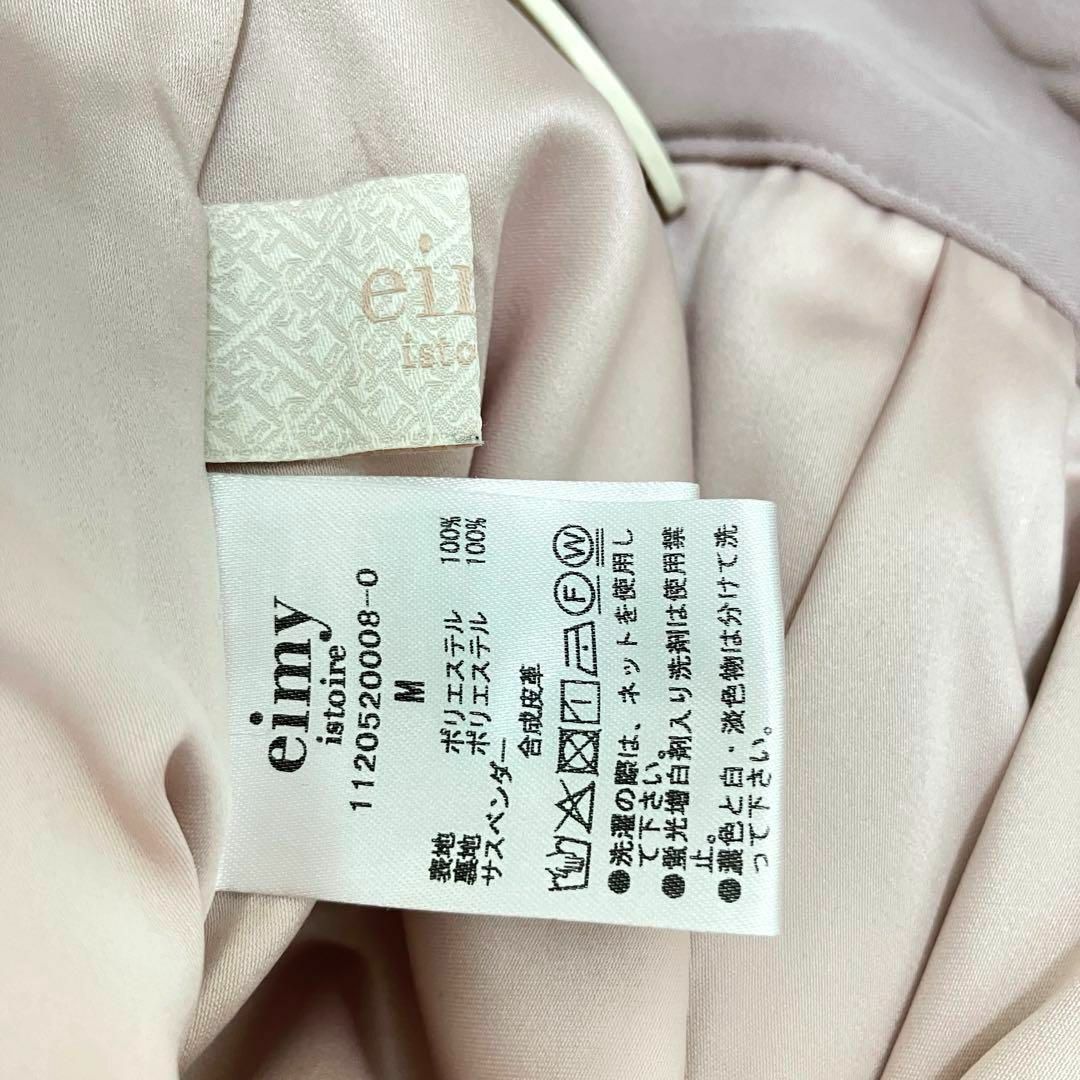 eim
isto
eimy
istoire
1120520008-0
M
表地 ポリエステル 100%
裏地 ポリエステル 100%
サスペンダー
合成皮革
1 F W
●洗濯の際は、ネットを使用し
て下さい。
●蛍光増白剤入り洗剤は使用禁
止。
●濃色と白・淡色物は分けて洗
って下さい。